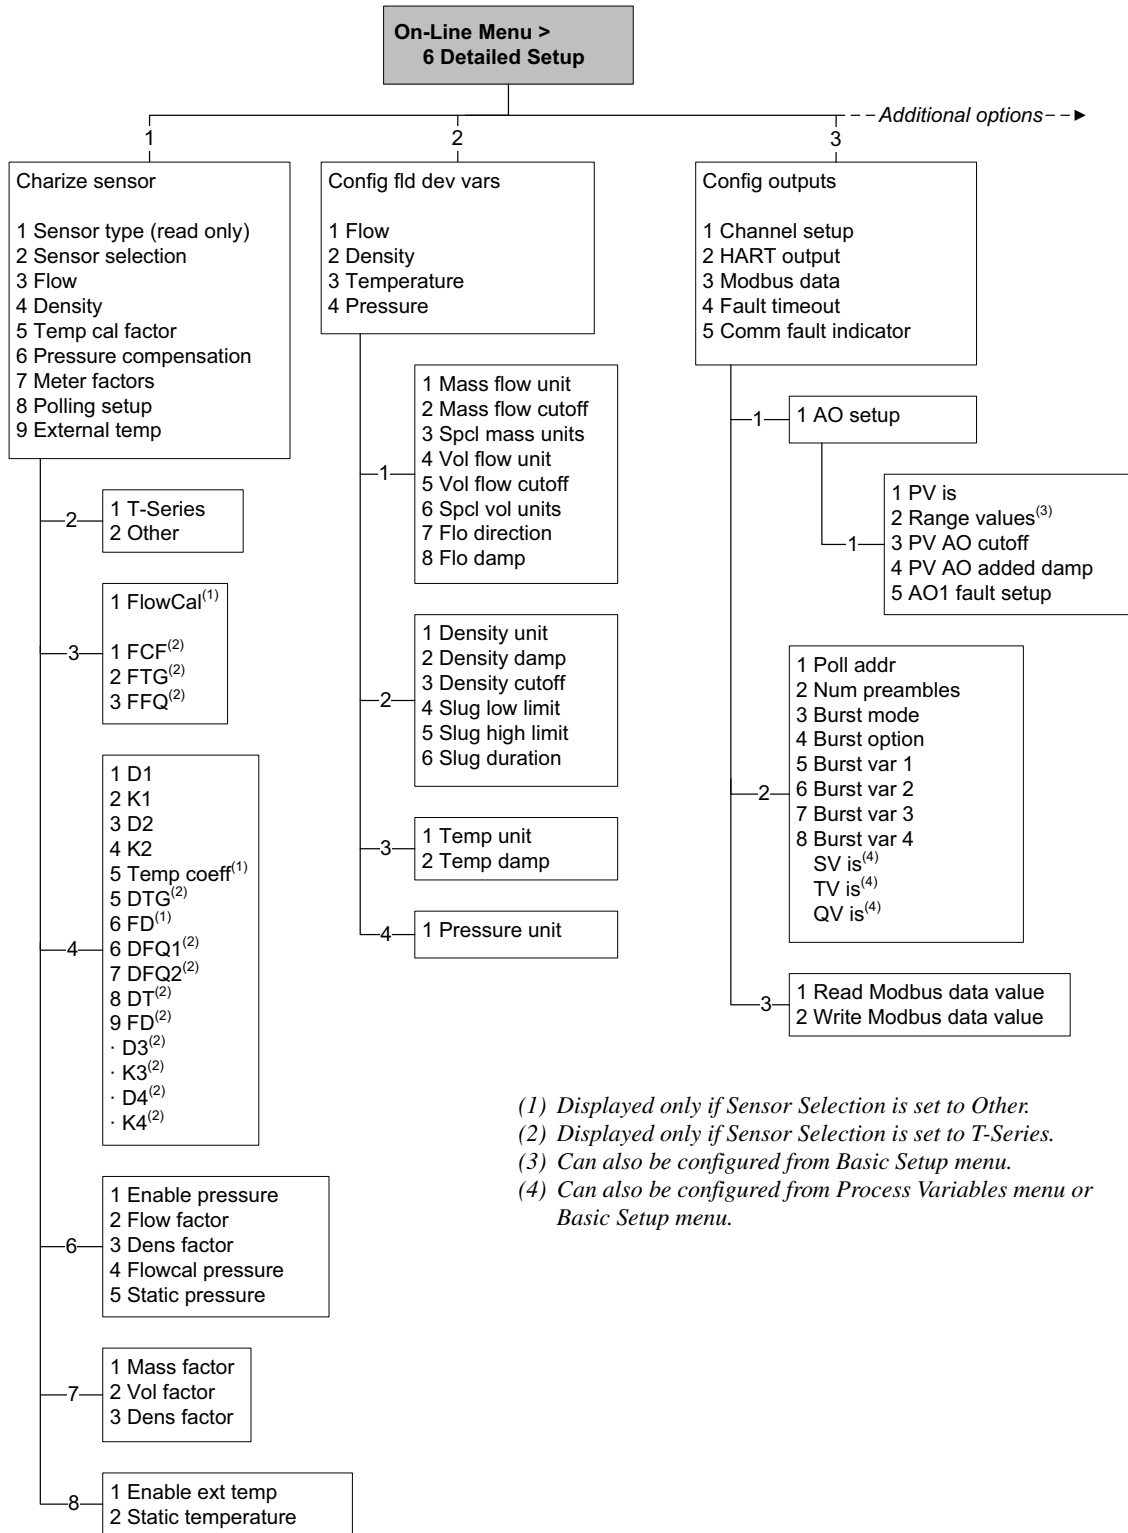 On-Line Menu >
6 Detailed Setup
Additional options
1
2
3
Charize sensor
1 Sensor type (read only)
2 Sensor selection
3 Flow
4 Density
5 Temp cal factor
6 Pressure compensation
7 Meter factors
8 Polling setup
9 External temp
2
1 T-Series
2 Other
3
1 FlowCal(1)
1 FCF(2)
2 FTG(2)
3 FFQ(2)
4
1 D1
2 K1
3 D2
4 K2
5 Temp coeff(1)
5 DTG(2)
6 FD(1)
6 DFQ1(2)
7 DFQ2(2)
8 DT(2)
9 FD(2)
· D3(2)
· K3(2)
· D4(2)
· K4(2)
6
1 Enable pressure
2 Flow factor
3 Dens factor
4 Flowcal pressure
5 Static pressure
7
1 Mass factor
2 Vol factor
3 Dens factor
8
1 Enable ext temp
2 Static temperature
Config fld dev vars
1 Flow
2 Density
3 Temperature
4 Pressure
1
1 Mass flow unit
2 Mass flow cutoff
3 Spcl mass units
4 Vol flow unit
5 Vol flow cutoff
6 Spcl vol units
7 Flo direction
8 Flo damp
2
1 Density unit
2 Density damp
3 Density cutoff
4 Slug low limit
5 Slug high limit
6 Slug duration
3
1 Temp unit
2 Temp damp
4
1 Pressure unit
Config outputs
1 Channel setup
2 HART output
3 Modbus data
4 Fault timeout
5 Comm fault indicator
1
1 AO setup
1
1 PV is
2 Range values(3)
3 PV AO cutoff
4 PV AO added damp
5 AO1 fault setup
2
1 Poll addr
2 Num preambles
3 Burst mode
4 Burst option
5 Burst var 1
6 Burst var 2
7 Burst var 3
8 Burst var 4
SV is(4)
TV is(4)
QV is(4)
3
1 Read Modbus data value
2 Write Modbus data value
(1) Displayed only if Sensor Selection is set to Other.
(2) Displayed only if Sensor Selection is set to T-Series.
(3) Can also be configured from Basic Setup menu.
(4) Can also be configured from Process Variables menu or
Basic Setup menu.